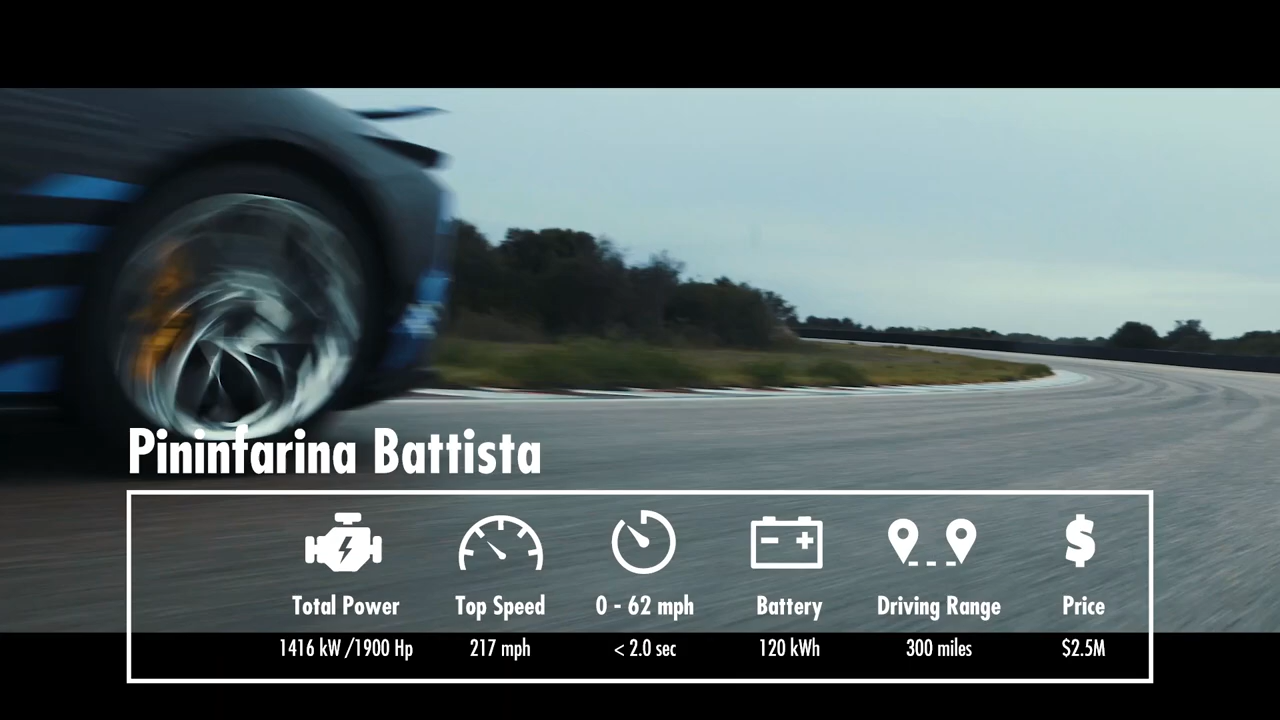 Pininfarina Battista
Total Power Top Speed 0 - 62 mph Battery Driving Range Price
1416 kW /1900 Hp 217 mph < 2.0 sec 120 kWh 300 miles $2.5M